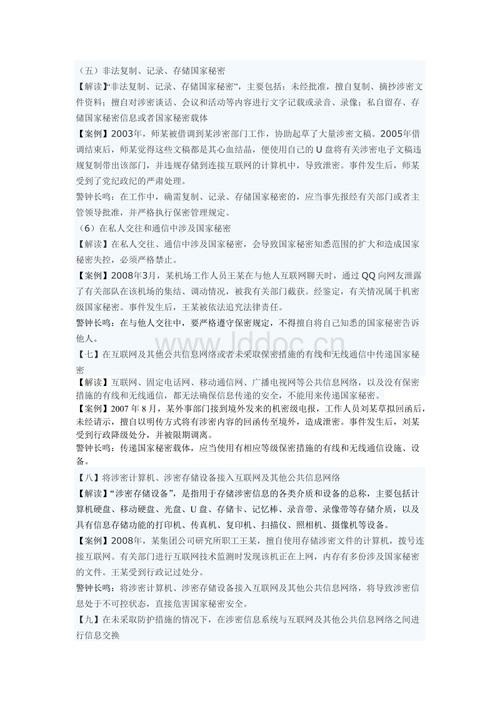 （五）非法复制、记录、存储国家秘密
【解读】“非法复制、记录、存储国家秘密”，主要包括：未经批准，擅自复制、摘抄涉密文
件资料；擅自对涉密谈话、会议和活动等内容进行文字记载或录音、录像；私自留存、存
储国家秘密信息或者国家秘密载体
【案例】2003年，师某被借调到某涉密部门工作，协助起草了大量涉密文稿。2005年借
调结束后，师某觉得这些文稿都是其心血结晶，便使用自己的U盘将有关涉密电子文稿违
规复制带出该部门，并违规存储到连接互联网的计算机中，导致泄密。事件发生后，师某
受到了党纪政纪的严肃处理。
警钟长鸣：在工作中，确需复制、记录、存储国家秘密的，应当事先报经有关部门或者主
管领导批准，并严格执行保密管理规定。
（6）在私人交往和通信中涉及国家秘密
【解读】在私人交往、通信中涉及国家秘密，会导致国家秘密知悉范围的扩大和造成国家
秘密失控，必须严格禁止。
【案例】2008年3月，某机场工作人员王某在与他人互联网聊天时，通过QQ向网友泄露
了有关部队在该机场的集结、调动情况，被我有关部门截获。经鉴定，有关情况属于机密
级国家秘密。事件发生后，王某被依法追究法律责任。
警钟长鸣：在与他人交往中，要严格遵守保密规定，不得擅自将自己知悉的国家秘密告诉
他人。
【七】在互联网及其他公共信息网络或者未采取保密措施的有线和无线通信中传递国家秘
密
【解读】互联网、固定电话网、移动通信网、广播电视网等公共信息网络，以及没有保密
措施的有线和无线通信，都无法确保信息传递的安全，不能用来传递国家秘密。
【案例】2007年8月，某外事部门接到境外发来的机密级电报，工作人员刘某草拟回函后，
未经请示，擅自以明传方式将有涉密内容的回函传至境外，造成泄密。事件发生后，刘某
受到行政降级处分，并被限期调离。
警钟长鸣：传递国家秘密载体，应当使用有相应等级保密措施的有线和无线通信设施、设
备。
【八】将涉密计算机、涉密存储设备接入互联网及其他公共信息网络
【解读】“涉密存储设备”，是指用于存储涉密信息的各类介质和设备的总称，主要包括计
算机硬盘、移动硬盘、光盘、U盘、存储卡、记忆棒、录音带、录像带等存储介质，以及
具有信息存储功能的打印机、传真机、复印机、扫描仪、照相机、摄像机等设备。
【案例】2008年，某集团公司研究所职工王某，擅自使用存储涉密文件的计算机，拨号连
接互联网。有关部门进行互联网技术监测时发现该机正在上网，内存有多份涉及国家秘密
的文件。王某受到行政记过处分。
警钟长鸣：将涉密计算机、涉密存储设备接入互联网及其他公共信息网络，将导致涉密信
息处于不可控状态，直接危害国家秘密安全。
【九】在未采取防护措施的情况下，在涉密信息系统与互联网及其他公共信息网络之间进
行信息交换